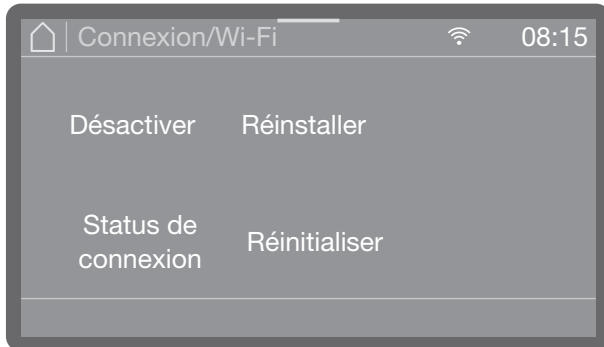 Connexion/Wi-Fi 08:15
Désactiver Réinstaller
Status de
connexion
Réinitialiser